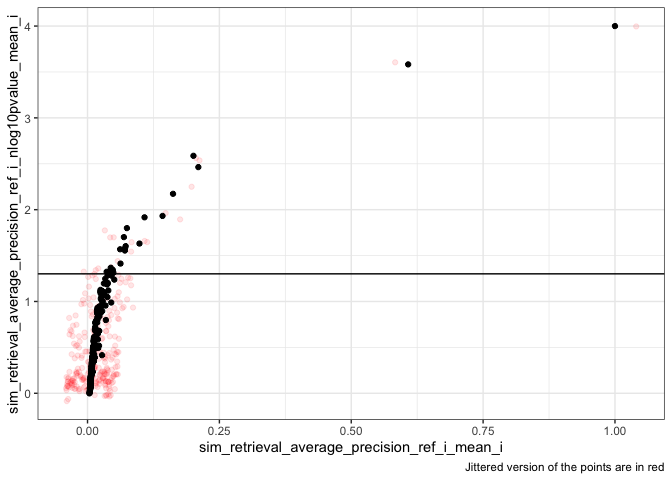 sim_retrieval_average_precision_ref_i_nlog10pvalue_mean_i
4
3
2
1
0
0.00 0.25 0.50 0.75 1.00
sim_retrieval_average_precision_ref_i_mean_i
Jittered version of the points are in red